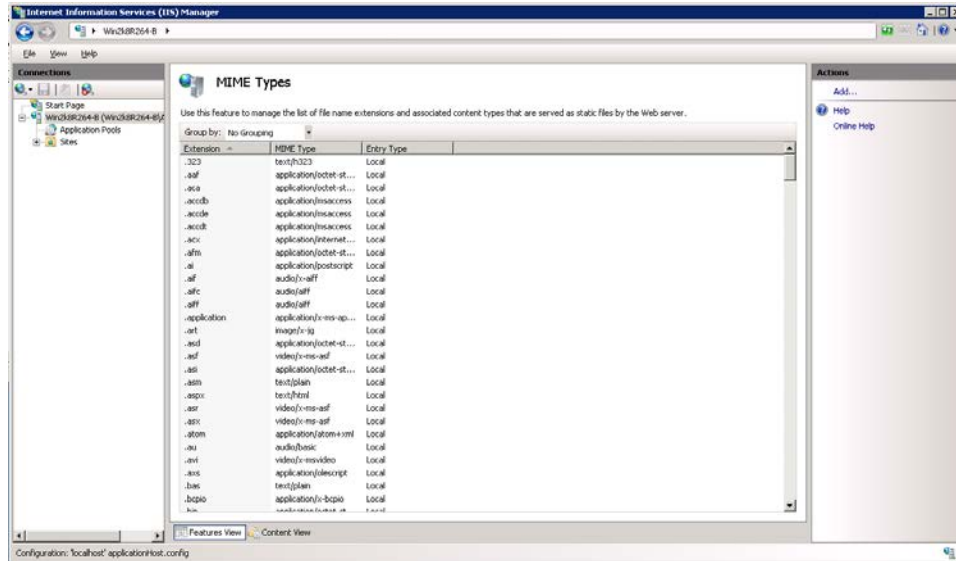 Internet Information Services (IIS) Manager
Win2k8R264-B
File View Help
Connections
Start Page
Win2k8R264-B (Win2k8R264-B\A
Application Pools
Sites
MIME Types
Use this feature to manage the list of file name extensions and associated content types that are served as static files by the Web server.
Group by: No Grouping
Extension MIME Type Entry Type
.323 text/h323 Local
.aaf application/octet-st... Local
.aca application/octet-st... Local
.accdb application/msaccess Local
.accde application/msaccess Local
.accdt application/msaccess Local
.acx application/internet... Local
.afm application/octet-st... Local
.ai application/postscript Local
.aif audio/x-aiff Local
.aifc audio/aiff Local
.aiff audio/aiff Local
.application application/x-ms-ap... Local
.art image/x-jg Local
.asd application/octet-st... Local
.asf video/x-ms-asf Local
.asi application/octet-st... Local
.asm text/plain Local
.aspx text/html Local
.asr video/x-ms-asf Local
.asx video/x-ms-asf Local
.atom application/atom+xml Local
.au audio/basic Local
.avi video/x-msvideo Local
.axs application/olescript Local
.bas text/plain Local
.bcpio application/x-bcpio Local
Features View Content View
Actions
Add...
Help
Online Help
Configuration: 'localhost' applicationHost.config